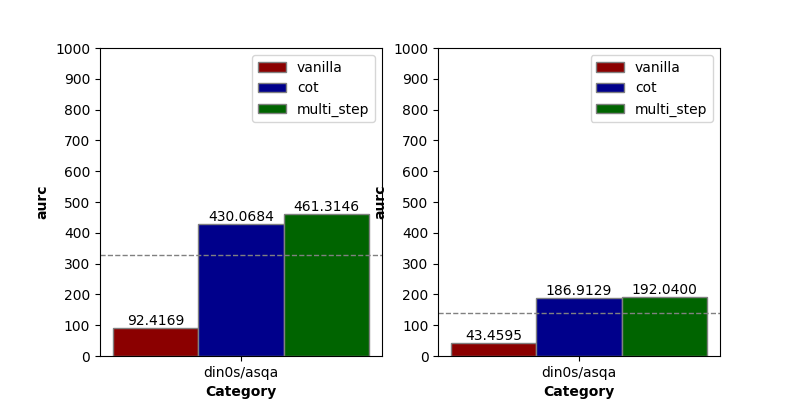 1000
900
800
700
600
500
400
300
200
100
0
aurc
vanilla
cot
multi_step
92.4169
430.0684
461.3146
din0s/asqa
Category
1000
900
800
700
600
500
400
300
200
100
0
aurc
vanilla
cot
multi_step
43.4595
186.9129
192.0400
din0s/asqa
Category